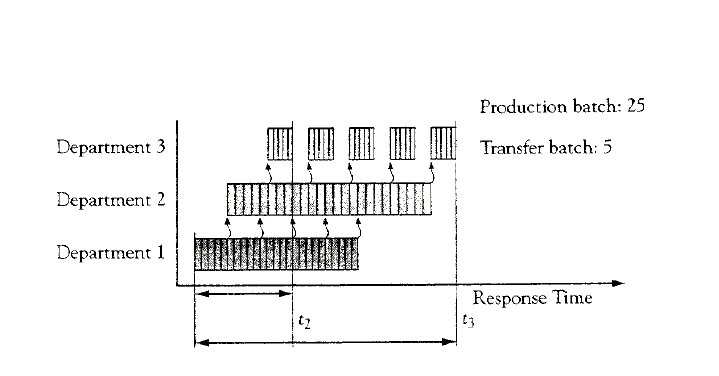 Production batch: 25
Department 3
Transfer batch: 5
Department 2
Department 1
Response Time
t2
t3